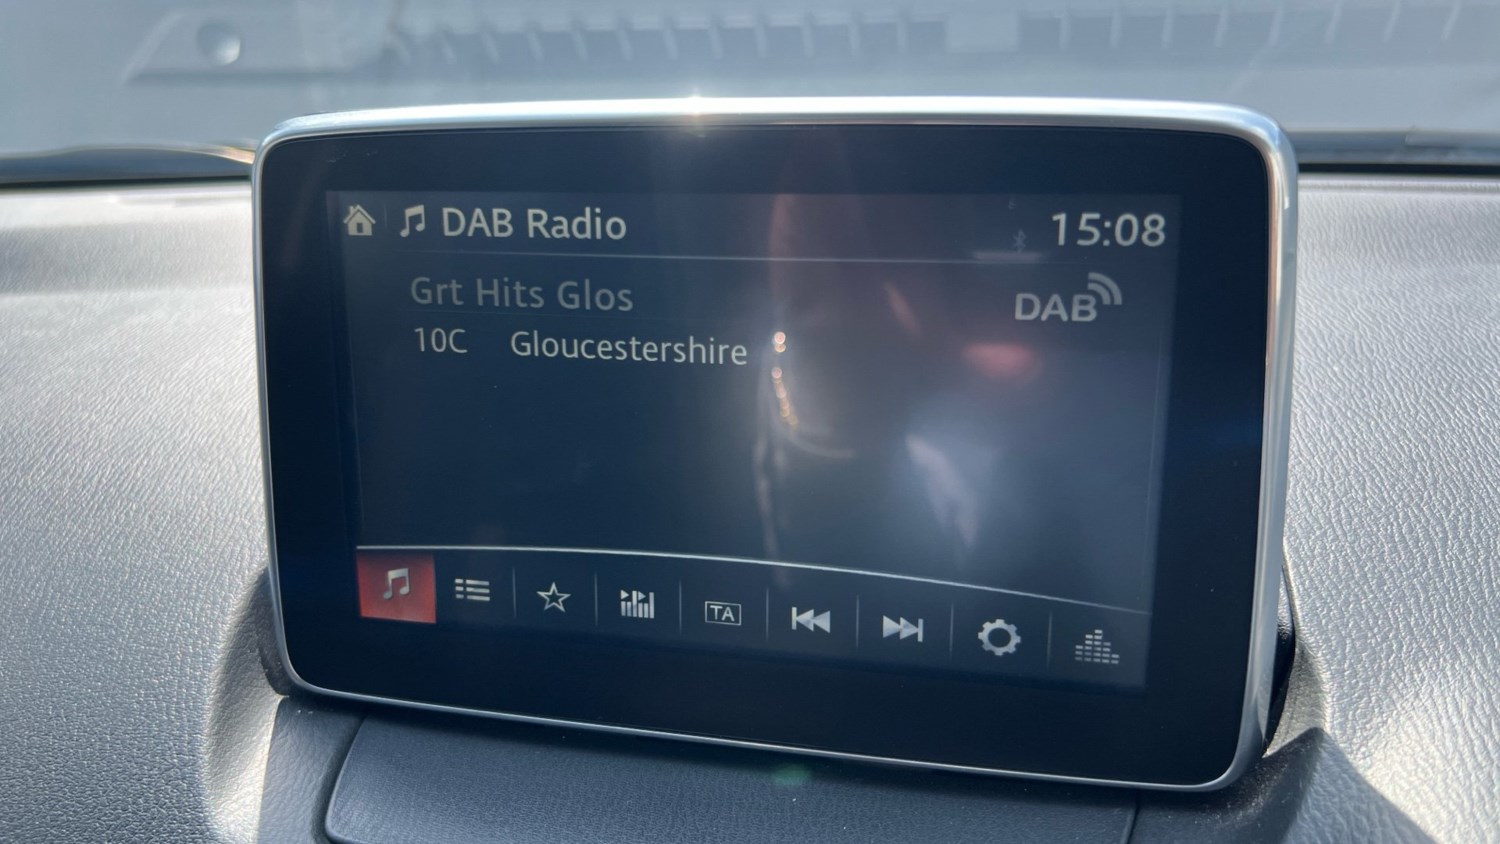 DAB Radio 15:08
Grt Hits Glos DAB
10C Gloucestershire
TA